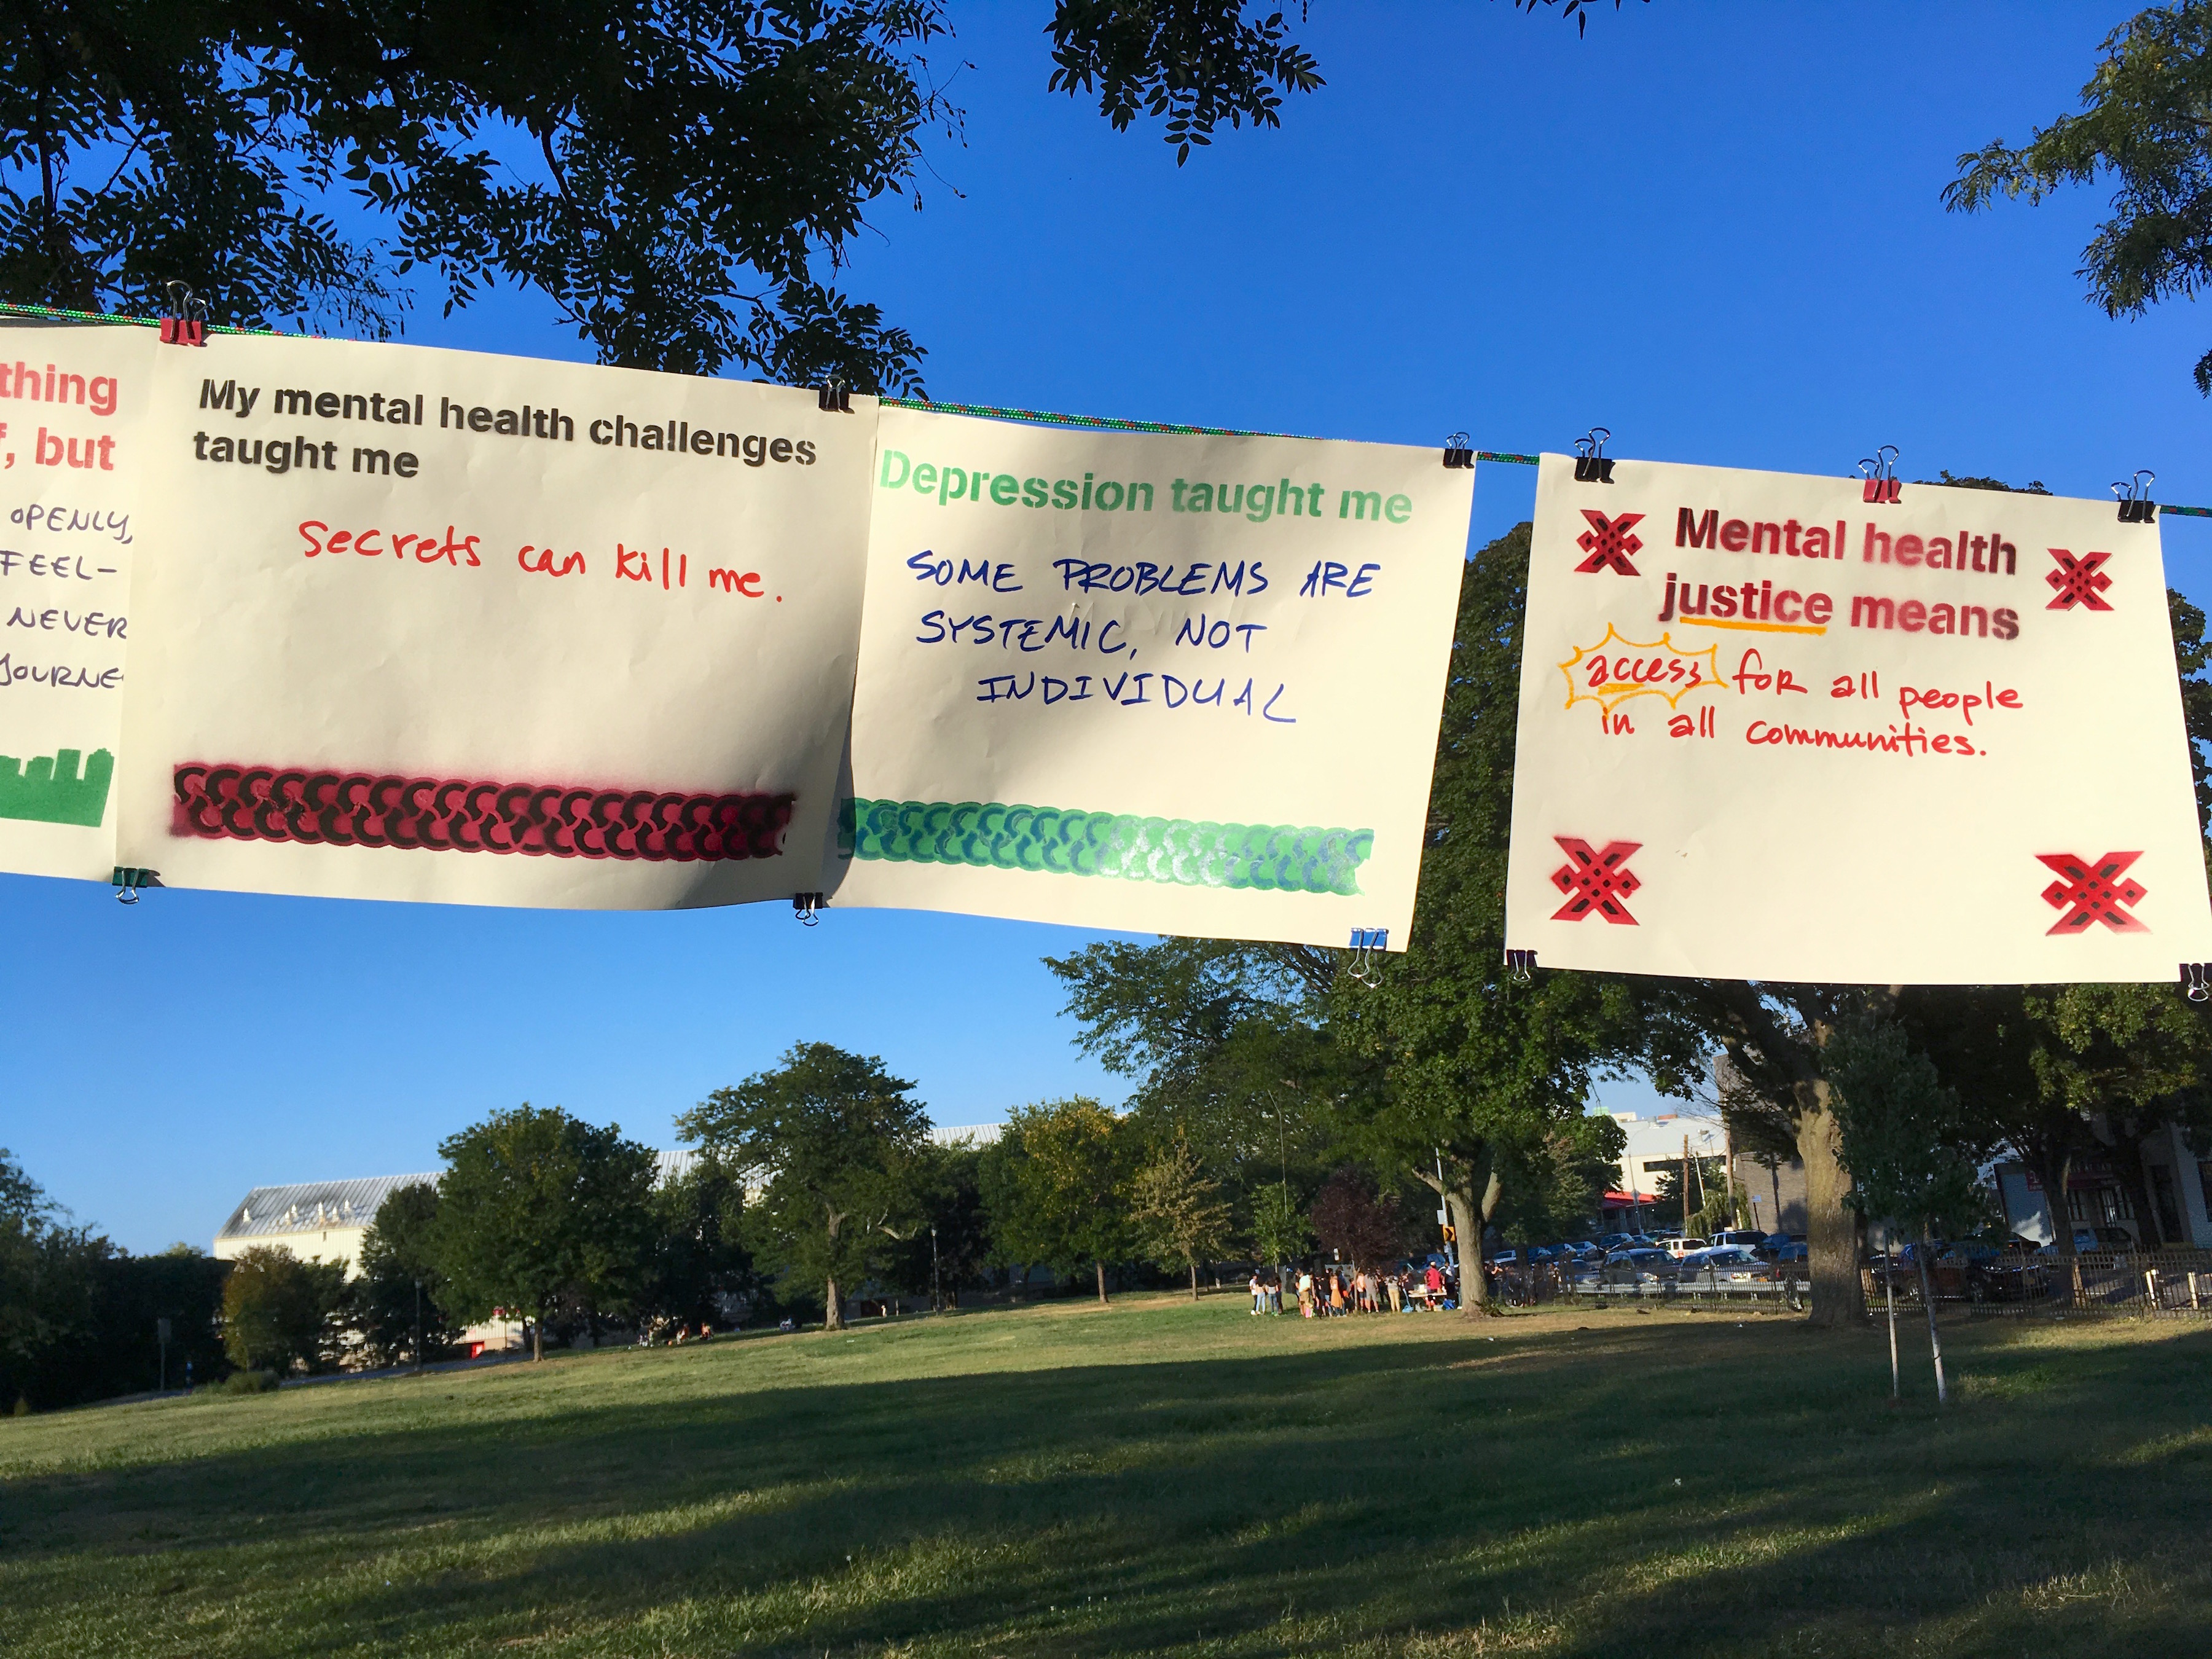 thing
, but
OPENLY,
FEEL-
NEVER
JOURNE
My mental health challenges
taught me
Secrets can kill me.
Depression taught me
SOME PROBLEMS ARE
SYSTEMIC, NOT
INDIVIDUAL
Mental health
justice means
access for all people
in all communities.